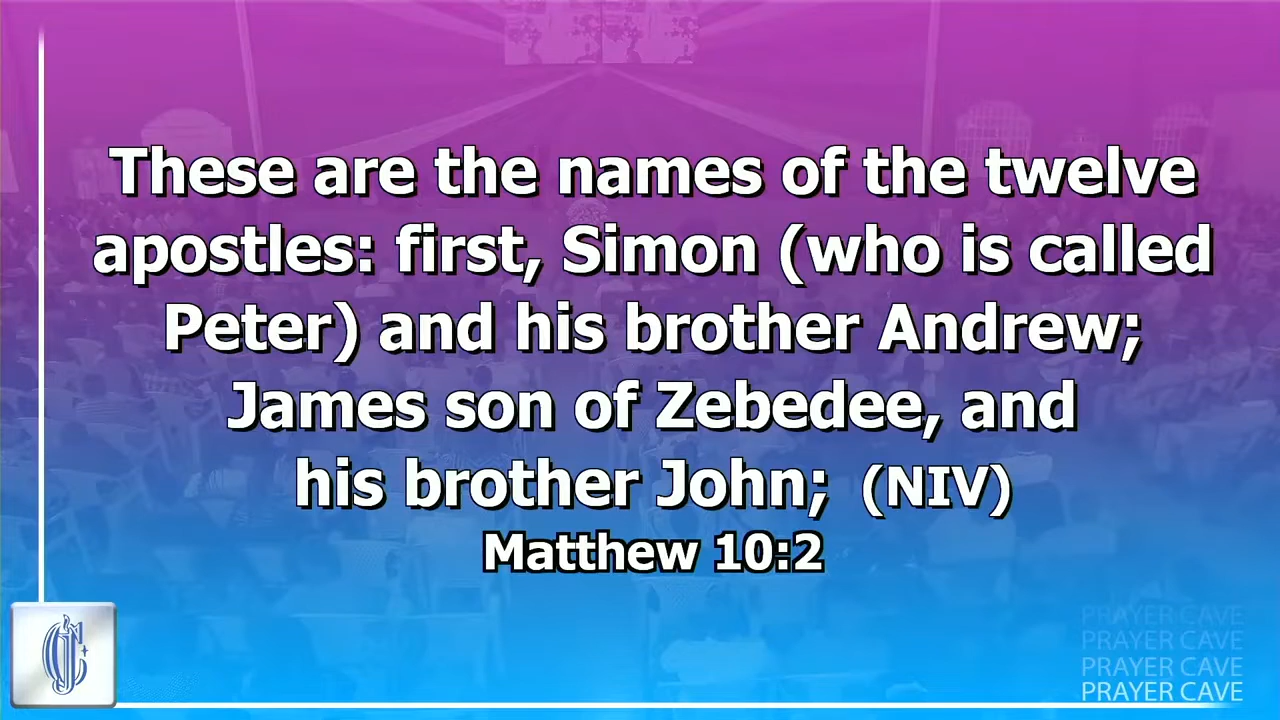 These are the names of the twelve
apostles: first, Simon (who is called
Peter) and his brother Andrew;
James son of Zebedee, and
his brother John; (NIV)
Matthew 10:2
PRAYER CAVE
PRAYER CAVE
PRAYER CAVE
PRAYER CAVE